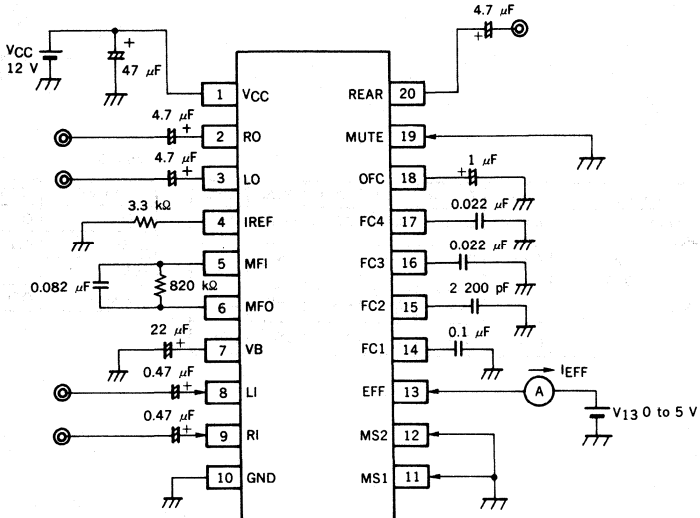 4.7 μF
+
VCC
12 V
+
47 μF
1 VCC
REAR 20
4.7 μF
+
2 RO
MUTE 19
4.7 μF
+
3 LO
OFC 18
1 μF
+
3.3 kΩ
4 IREF
FC4 17
0.022 μF
5 MFI
FC3 16
0.022 μF
0.082 μF
820 kΩ
6 MFO
FC2 15
2 200 pF
22 μF
+
7 VB
FC1 14
0.1 μF
0.47 μF
+
8 LI
EFF 13
A
IEFF
V13 0 to 5 V
0.47 μF
+
9 RI
MS2 12
10 GND
MS1 11